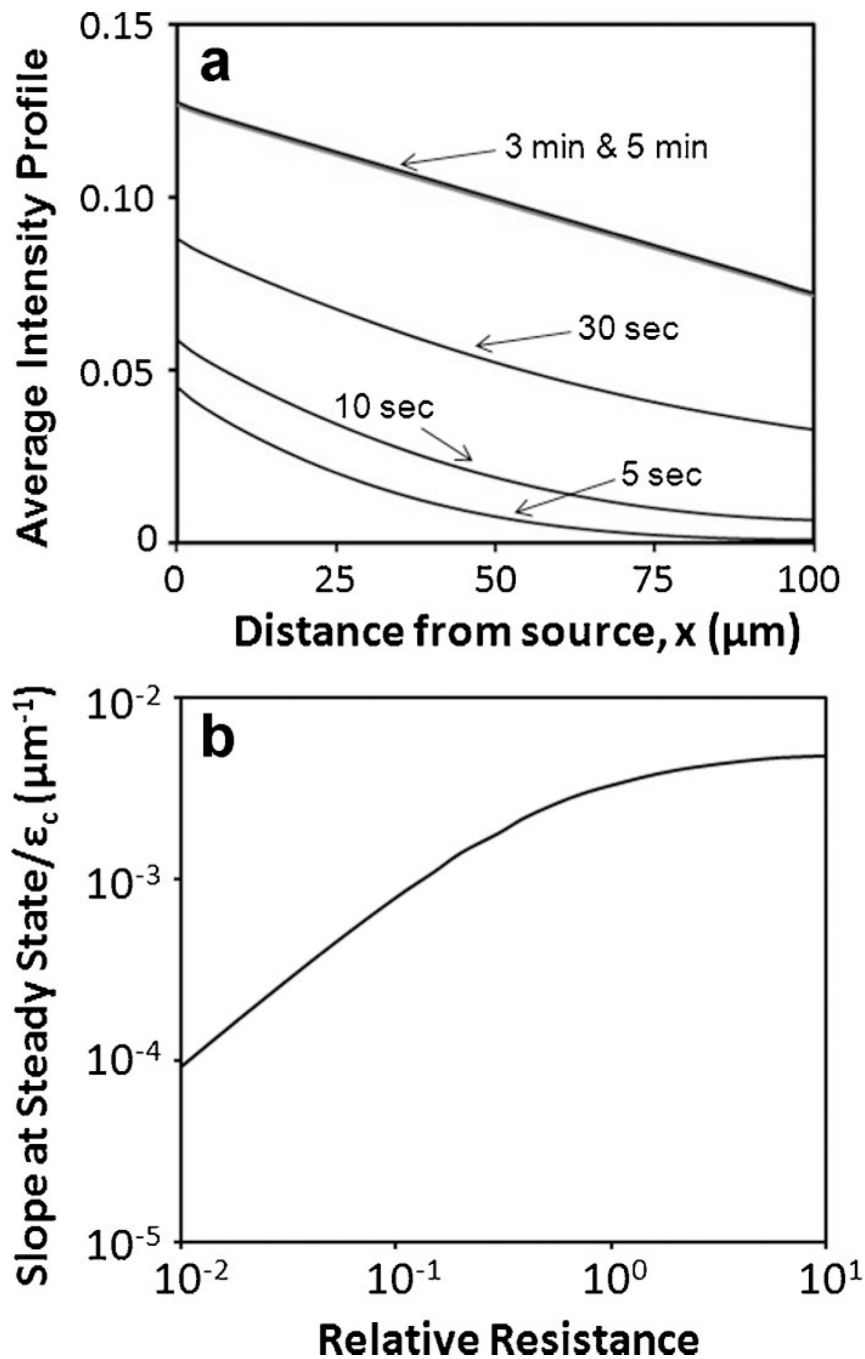 a
Average Intensity Profile
0.15
0.10
0.05
0
3 min & 5 min
30 sec
10 sec
5 sec
0 25 50 75 100
Distance from source, x (µm)
b
Slope at Steady State/ε_c (µm⁻¹)
10⁻²
10⁻³
10⁻⁴
10⁻⁵
10⁻² 10⁻¹ 10⁰ 10¹
Relative Resistance